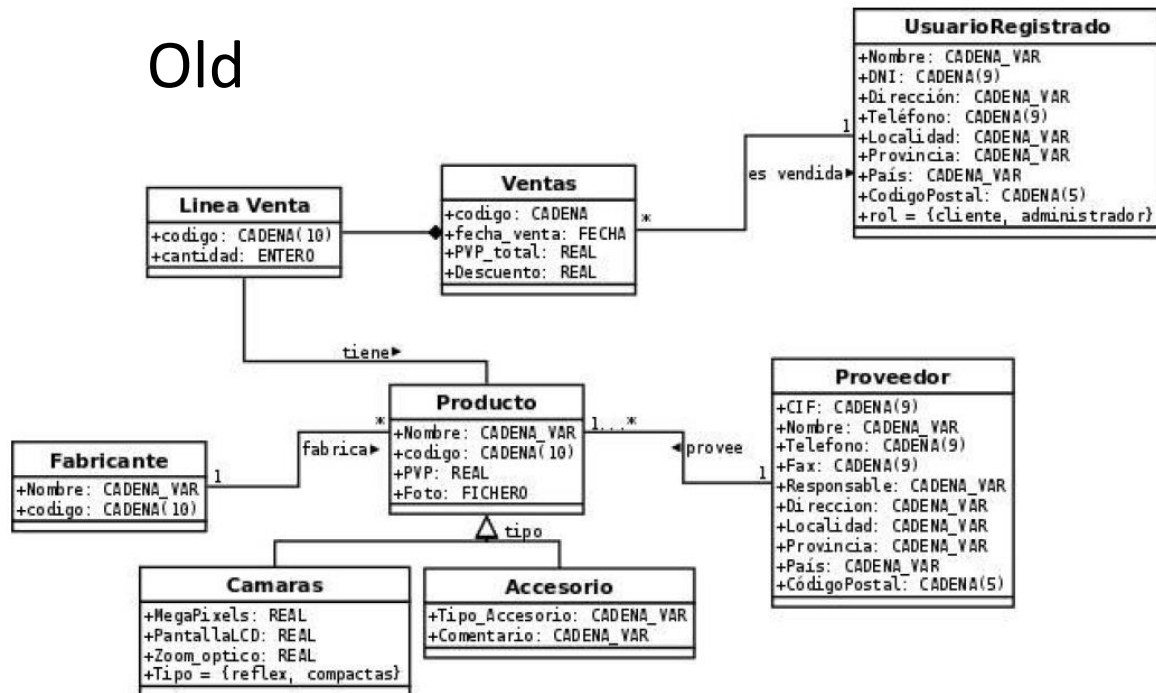 Old
UsuarioRegistrado
+Nombre: CADENA_VAR
+DNI: CADENA(9)
+Dirección: CADENA_VAR
+Teléfono: CADENA(9)
+Localidad: CADENA_VAR
+Provincia: CADENA_VAR
+País: CADENA_VAR
+CodigoPostal: CADENA(5)
+rol = {cliente, administrador}
1
es vendida
*
Ventas
+codigo: CADENA
+fecha_venta: FECHA
+PVP_total: REAL
+Descuento: REAL
Linea Venta
+codigo: CADENA(10)
+cantidad: ENTERO
tiene
Producto
+Nombre: CADENA_VAR
+codigo: CADENA(10)
+PVP: REAL
+Foto: FICHERO
*
fabrica
1
Fabricante
+Nombre: CADENA_VAR
+codigo: CADENA(10)
1...*
provee
1
Proveedor
+CIF: CADENA(9)
+Nombre: CADENA_VAR
+Telefono: CADENA(9)
+Fax: CADENA(9)
+Responsable: CADENA_VAR
+Direccion: CADENA_VAR
+Localidad: CADENA_VAR
+Provincia: CADENA_VAR
+País: CADENA_VAR
+CódigoPostal: CADENA(5)
tipo
Camaras
+MegaPixels: REAL
+PantallaLCD: REAL
+Zoom_optico: REAL
+Tipo = {reflex, compactas}
Accesorio
+Tipo_Accesorio: CADENA_VAR
+Comentario: CADENA_VAR